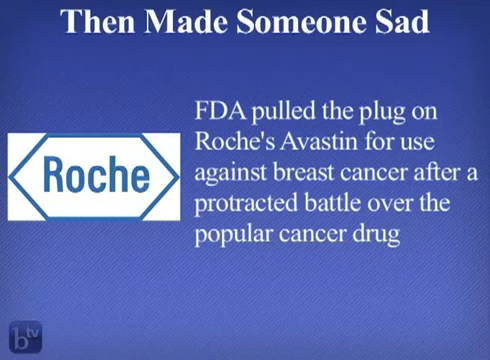 Then Made Someone Sad
FDA pulled the plug on
Roche's Avastin for use
against breast cancer after a
protracted battle over the
popular cancer drug
Roche
btv